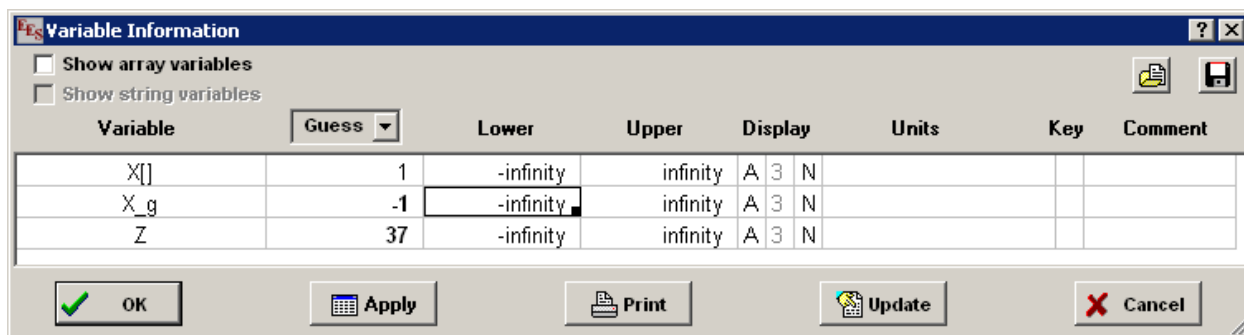 EES Variable Information ? X
Show array variables
Show string variables
Variable Guess Lower Upper Display Units Key Comment
X[] 1 -infinity infinity A 3 N
X_g -1 -infinity infinity A 3 N
Z 37 -infinity infinity A 3 N
OK Apply Print Update Cancel